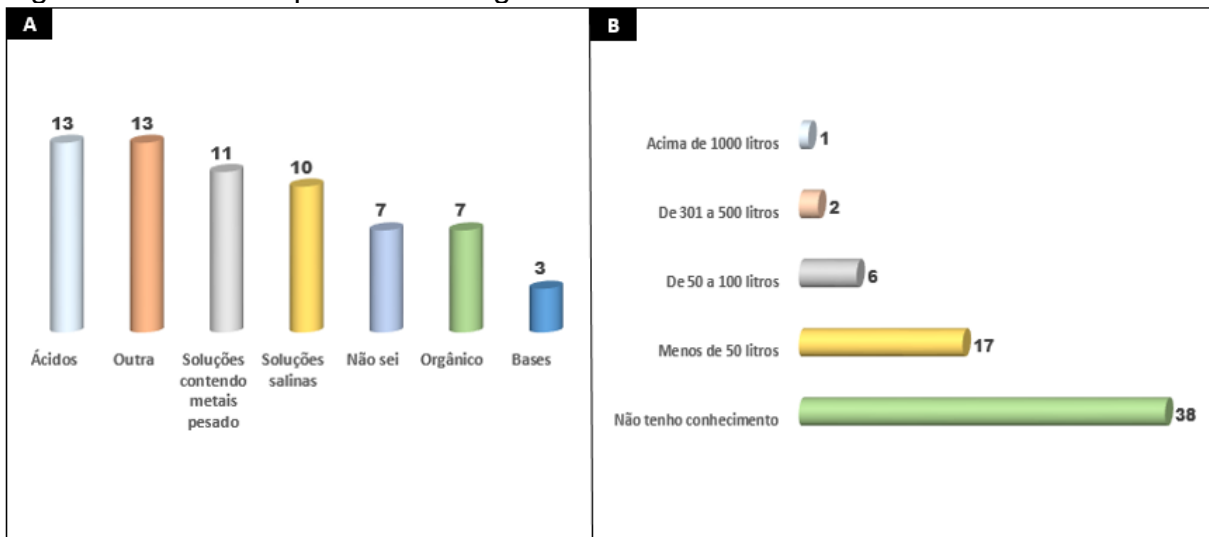 A
13
13
11
10
7
7
3
Ácidos
Outra
Soluções
contendo
metais
pesado
Soluções
salinas
Não sei
Orgânico
Bases
B
Acima de 1000 litros
1
De 301 a 500 litros
2
De 50 a 100 litros
6
Menos de 50 litros
17
Não tenho conhecimento
38